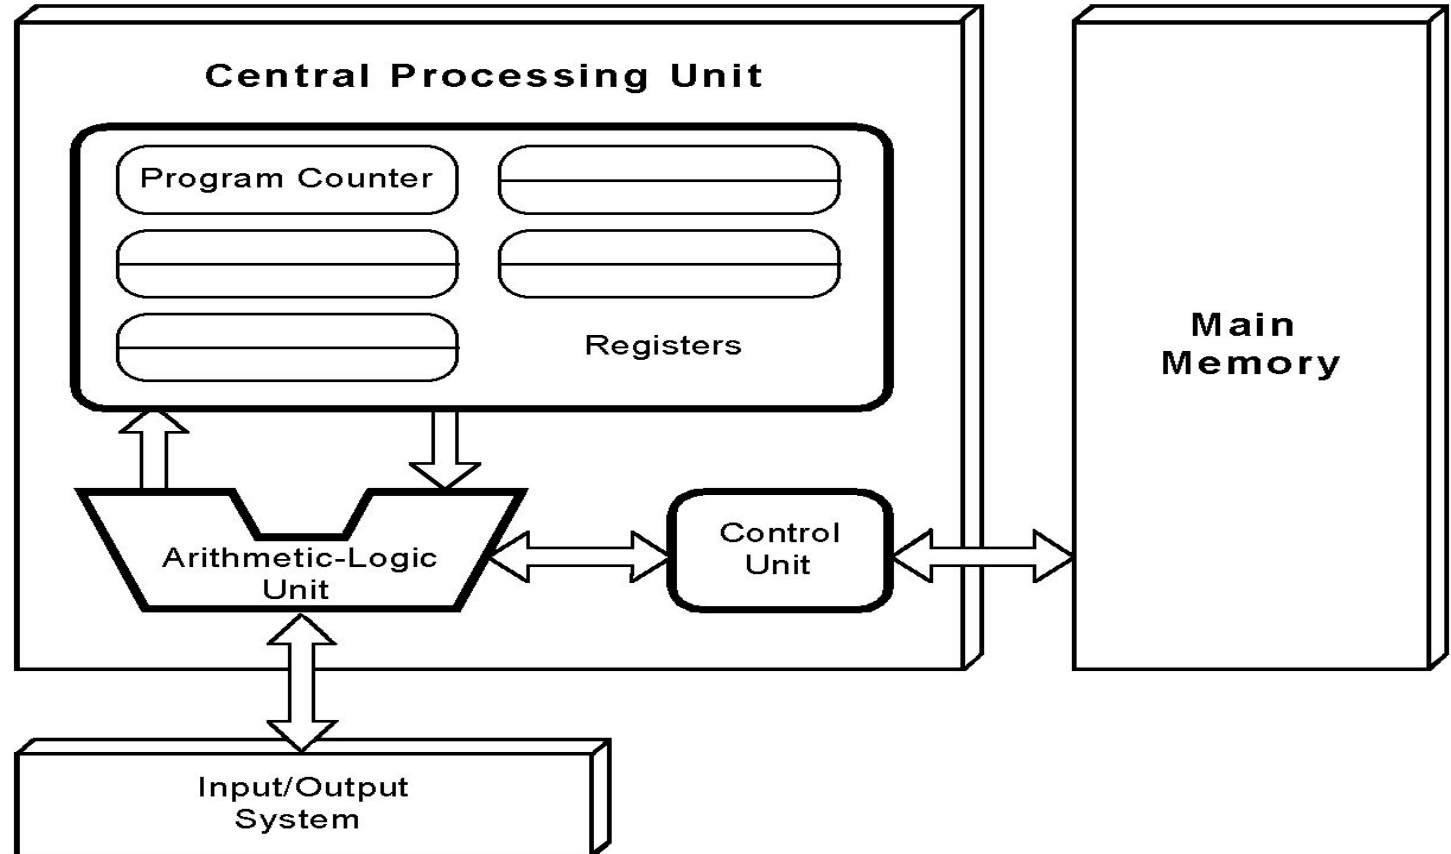 Central Processing Unit
Program Counter
Registers
Main
Memory
Arithmetic-Logic
Unit
Control
Unit
Input/Output
System